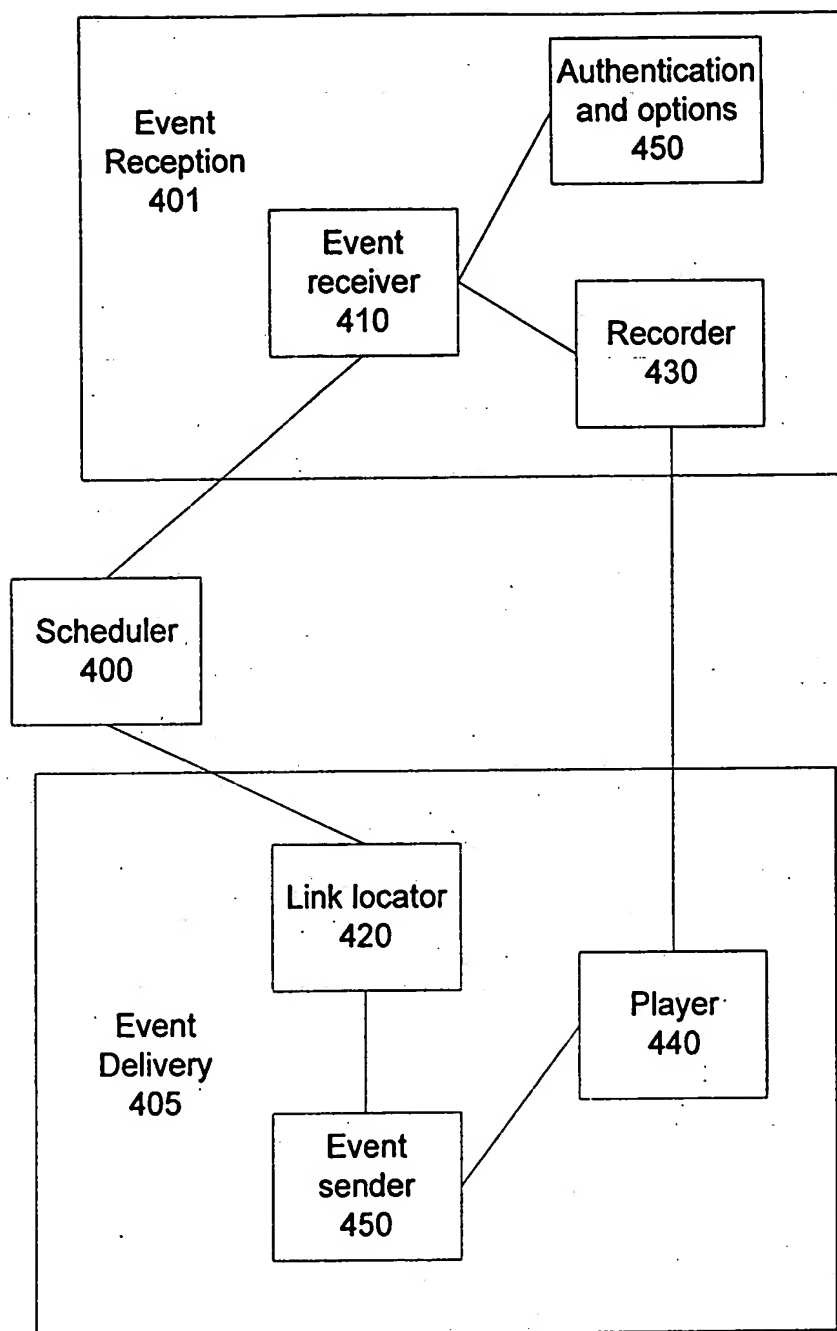 Authentication
and options
450
Event
Reception
401
Event
receiver
410
Recorder
430
Scheduler
400
Link locator
420
Player
440
Event
Delivery
405
Event
sender
450